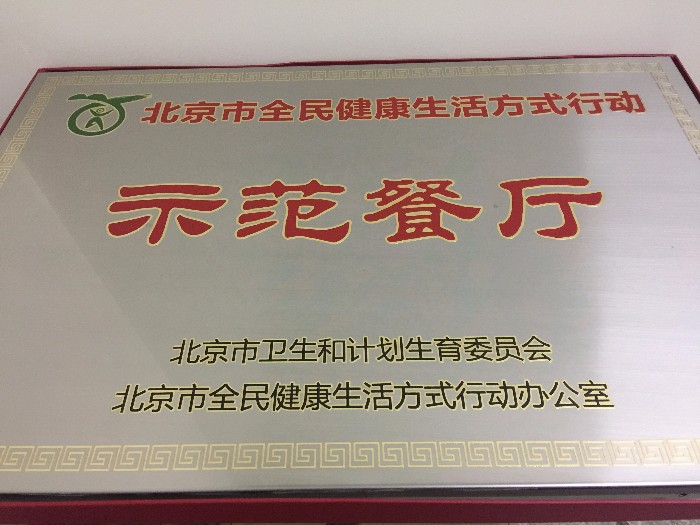 北京市全民健康生活方式行动
示范餐厅
北京市卫生和计划生育委员会
北京市全民健康生活方式行动办公室